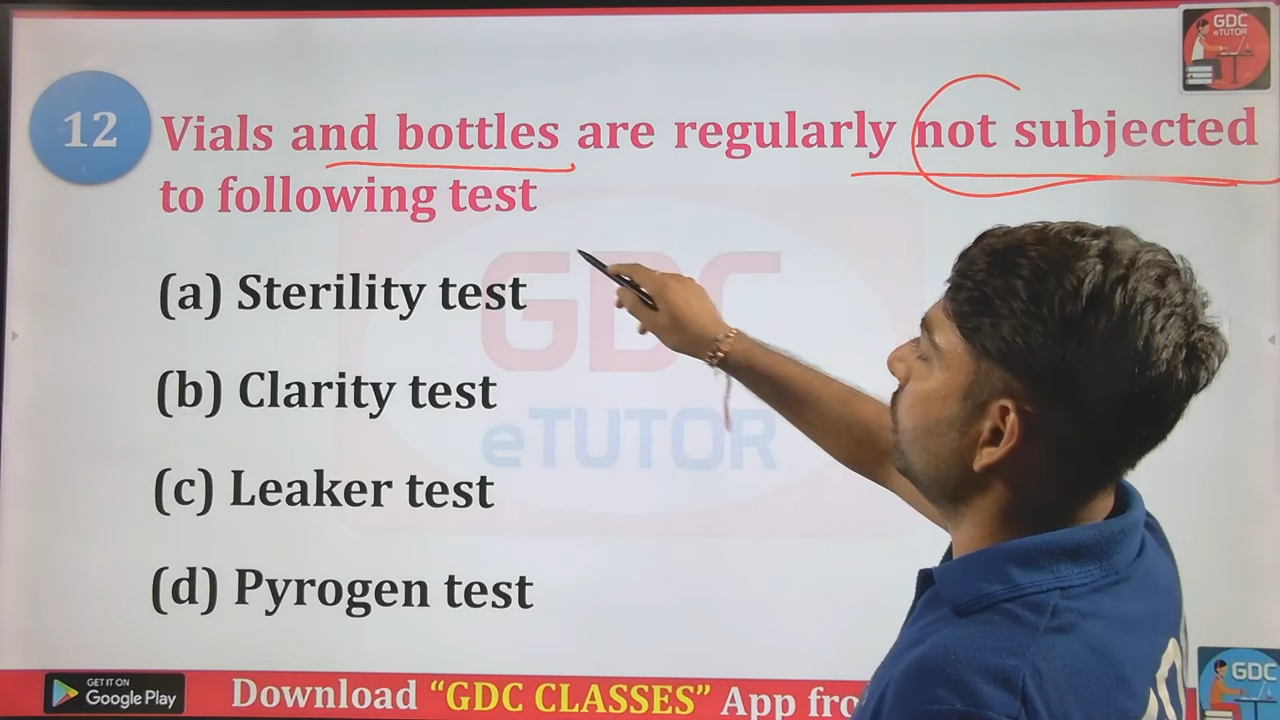 GDC
eTUTOR
12
Vials and bottles are regularly not subjected
to following test
(a) Sterility test
GDC
(b) Clarity test
eTUTOR
(c) Leaker test
(d) Pyrogen test
GET IT ON
Google Play
Download “GDC CLASSES” App fro
GDC